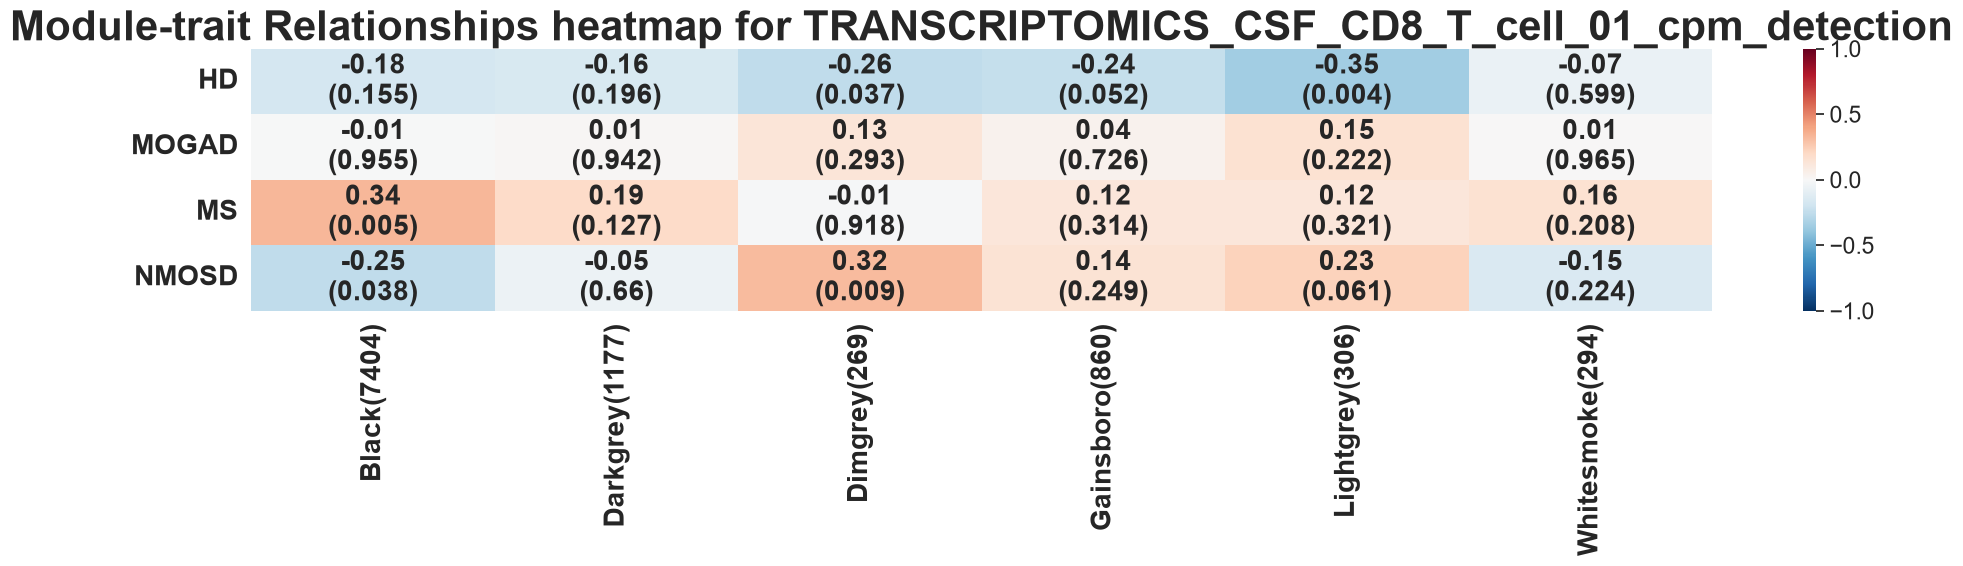 Module-trait Relationships heatmap for TRANSCRIPTOMICS_CSF_CD8_T_cell_01_cpm_detection
HD
-0.18 -0.16 -0.26 -0.24 -0.35 -0.07
(0.155) (0.196) (0.037) (0.052) (0.004) (0.599)
MOGAD
-0.01 0.01 0.13 0.04 0.15 0.01
(0.955) (0.942) (0.293) (0.726) (0.222) (0.965)
MS
0.34 0.19 -0.01 0.12 0.12 0.16
(0.005) (0.127) (0.918) (0.314) (0.321) (0.208)
NMOSD
-0.25 -0.05 0.32 0.14 0.23 -0.15
(0.038) (0.66) (0.009) (0.249) (0.061) (0.224)
Black(7404)
Darkgrey(1177)
Dimgrey(269)
Gainsboro(860)
Lightgrey(306)
Whitesmoke(294)
1.0
0.5
0.0
−0.5
−1.0